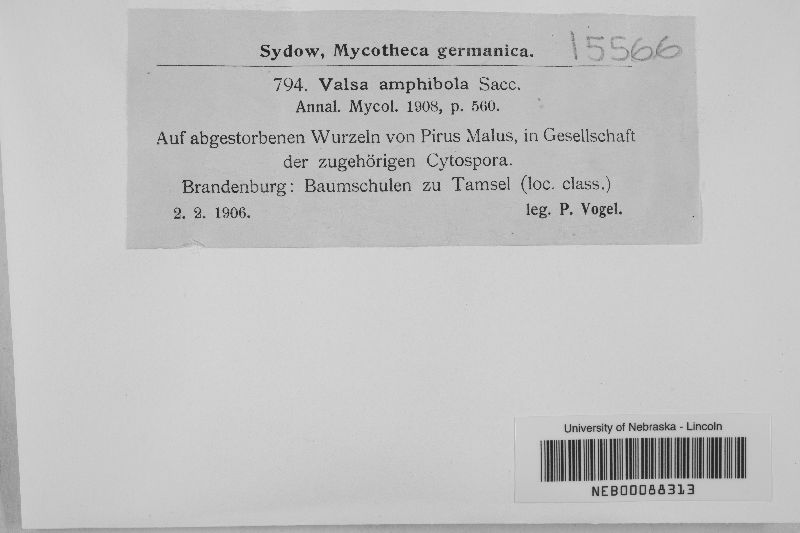 Sydow, Mycotheca germanica. 15566
794. Valsa amphibola Sacc.
Annal. Mycol. 1908, p. 560.
Auf abgestorbenen Wurzeln von Pirus Malus, in Gesellschaft
der zugehörigen Cytospora.
Brandenburg: Baumschulen zu Tamsel (loc. class.)
2. 2. 1906. leg. P. Vogel.
University of Nebraska - Lincoln
NEB00088313